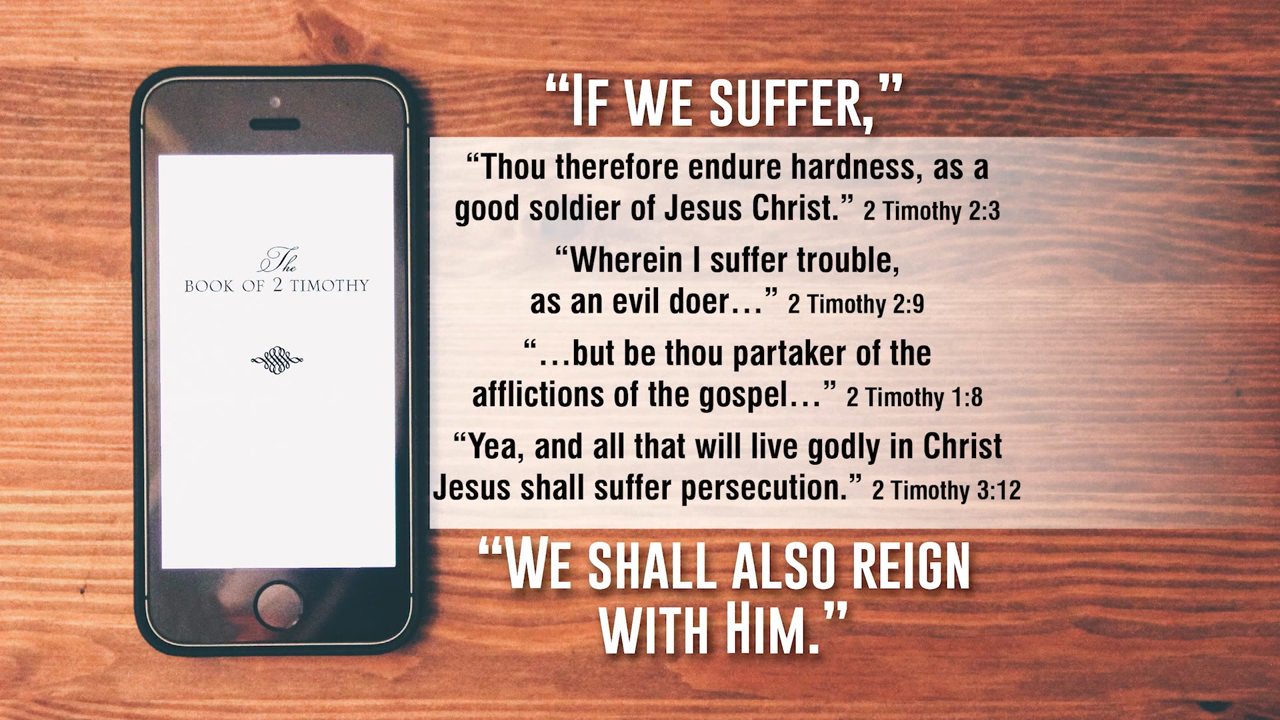 The
BOOK OF 2 TIMOTHY
“IF WE SUFFER,”
“Thou therefore endure hardness, as a
good soldier of Jesus Christ.” 2 Timothy 2:3
“Wherein I suffer trouble,
as an evil doer…” 2 Timothy 2:9
“…but be thou partaker of the
afflictions of the gospel…” 2 Timothy 1:8
“Yea, and all that will live godly in Christ
Jesus shall suffer persecution.” 2 Timothy 3:12
“WE SHALL ALSO REIGN
WITH HIM.”